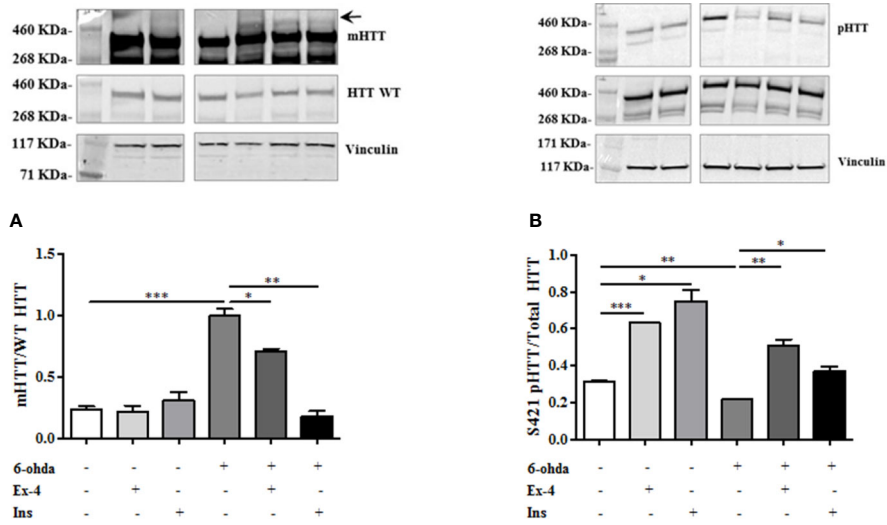 460 KDa-
268 KDa-
mHTT
460 KDa-
268 KDa-
HTT WT
117 KDa-
71 KDa-
Vinculin
460 KDa-
268 KDa-
pHTT
460 KDa-
268 KDa-
171 KDa-
117 KDa-
Vinculin
A
mHTT/WT HTT
1.5
1.0
0.5
0.0
***
**
*
6-ohda - - - + + +
Ex-4 - + - - + -
Ins - - + - - +
B
S421 pHTT/Total HTT
1.0
0.8
0.6
0.4
0.2
0.0
*
**
**
*
***
6-ohda - - - + + +
Ex-4 - + - - + -
Ins - - + - - +